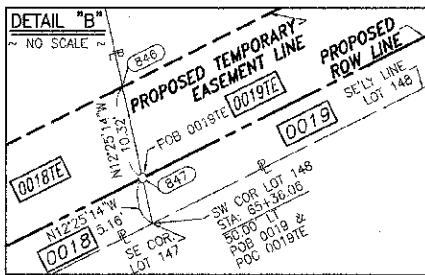 DETAIL "B"
~ NO SCALE ~
846
PROPOSED TEMPORARY
EASEMENT LINE
PROPOSED
ROW LINE
N12°25'14"W
10.32'
POB 0019TE
0019TE
0019
SE'LY LINE
LOT 148
0018TE
847
N12°25'14"W
3.16'
0018
SE COR.
LOT 147
SW COR LOT 148
STA: 65+36.06
50.00' LT
POB 0019 &
POC 0019TE